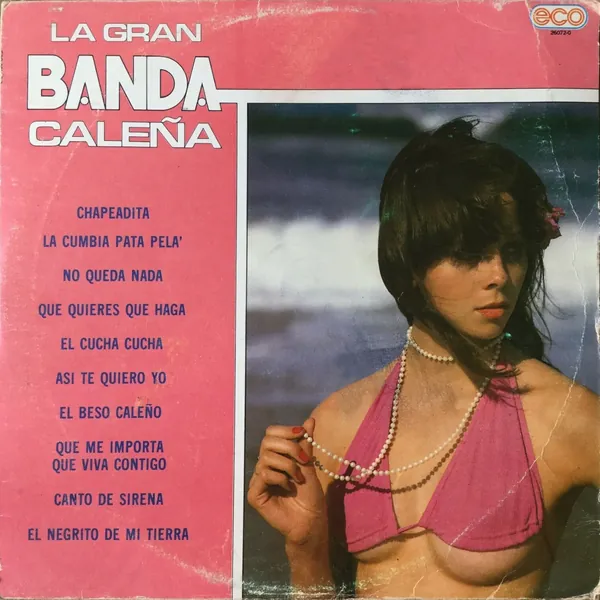 LA GRAN
BANDA
CALEÑA
eco
26072-0
CHAPEADITA
LA CUMBIA PATA PELA'
NO QUEDA NADA
QUE QUIERES QUE HAGA
EL CUCHA CUCHA
ASI TE QUIERO YO
EL BESO CALEÑO
QUE ME IMPORTA
QUE VIVA CONTIGO
CANTO DE SIRENA
EL NEGRITO DE MI TIERRA